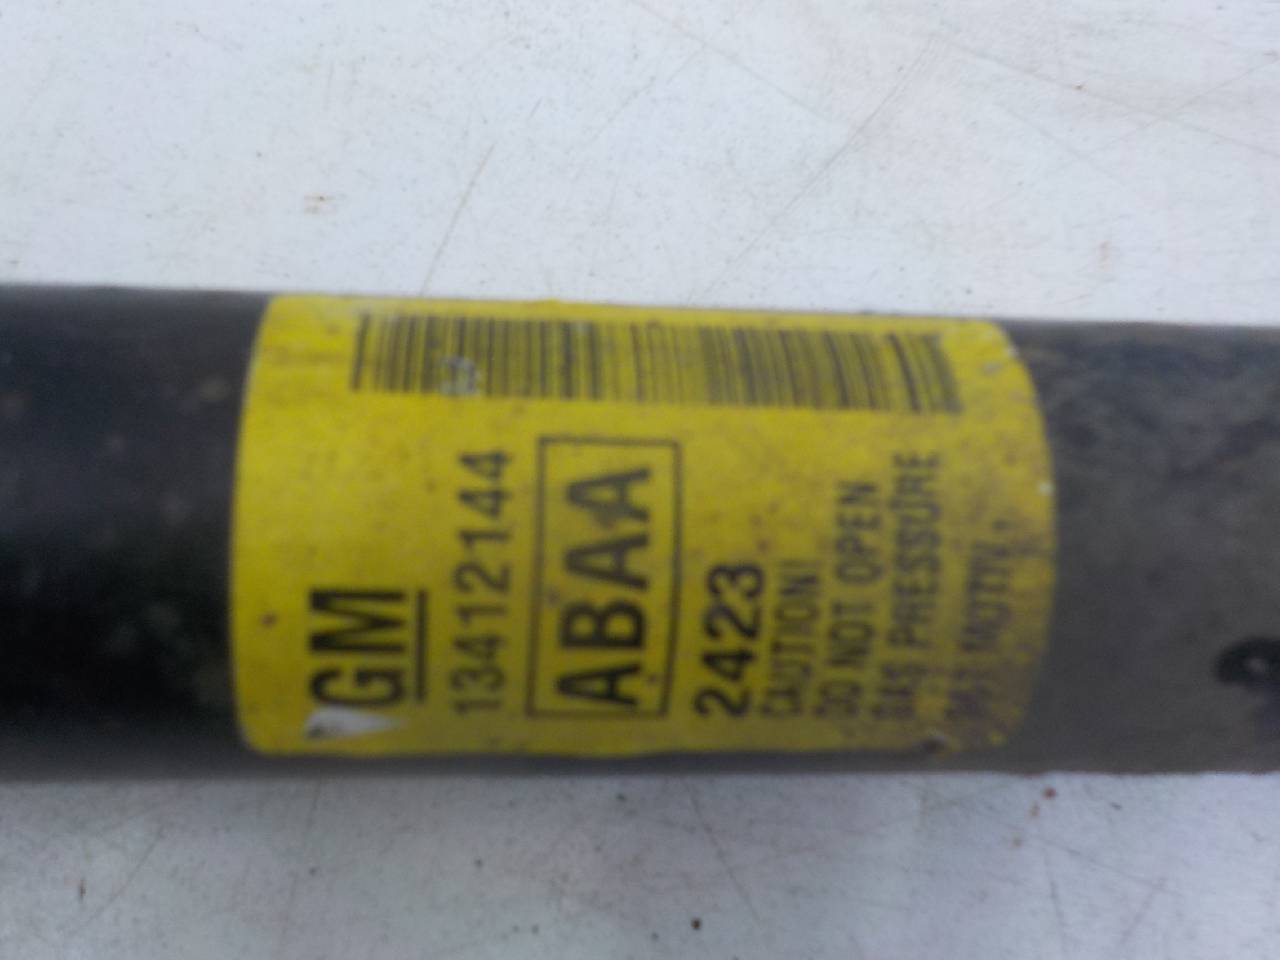 GM
13412144
ABAA
2423
CAUTION!
DO NOT OPEN
GAS PRESSURE